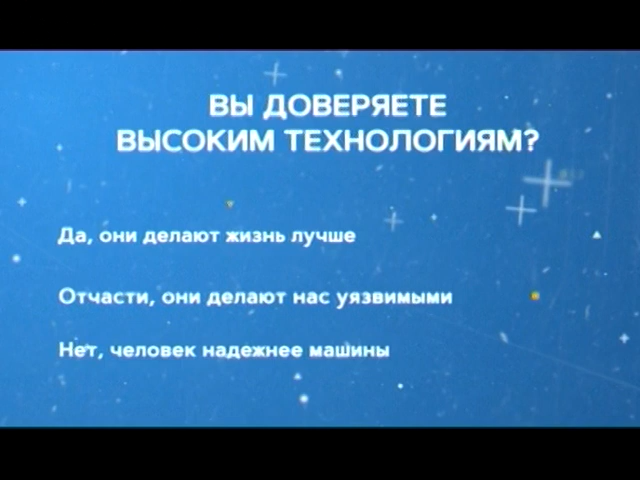 ВЫ ДОВЕРЯЕТЕ
ВЫСОКИМ ТЕХНОЛОГИЯМ?
Да, они делают жизнь лучше
Отчасти, они делают нас уязвимыми
Нет, человек надежнее машины